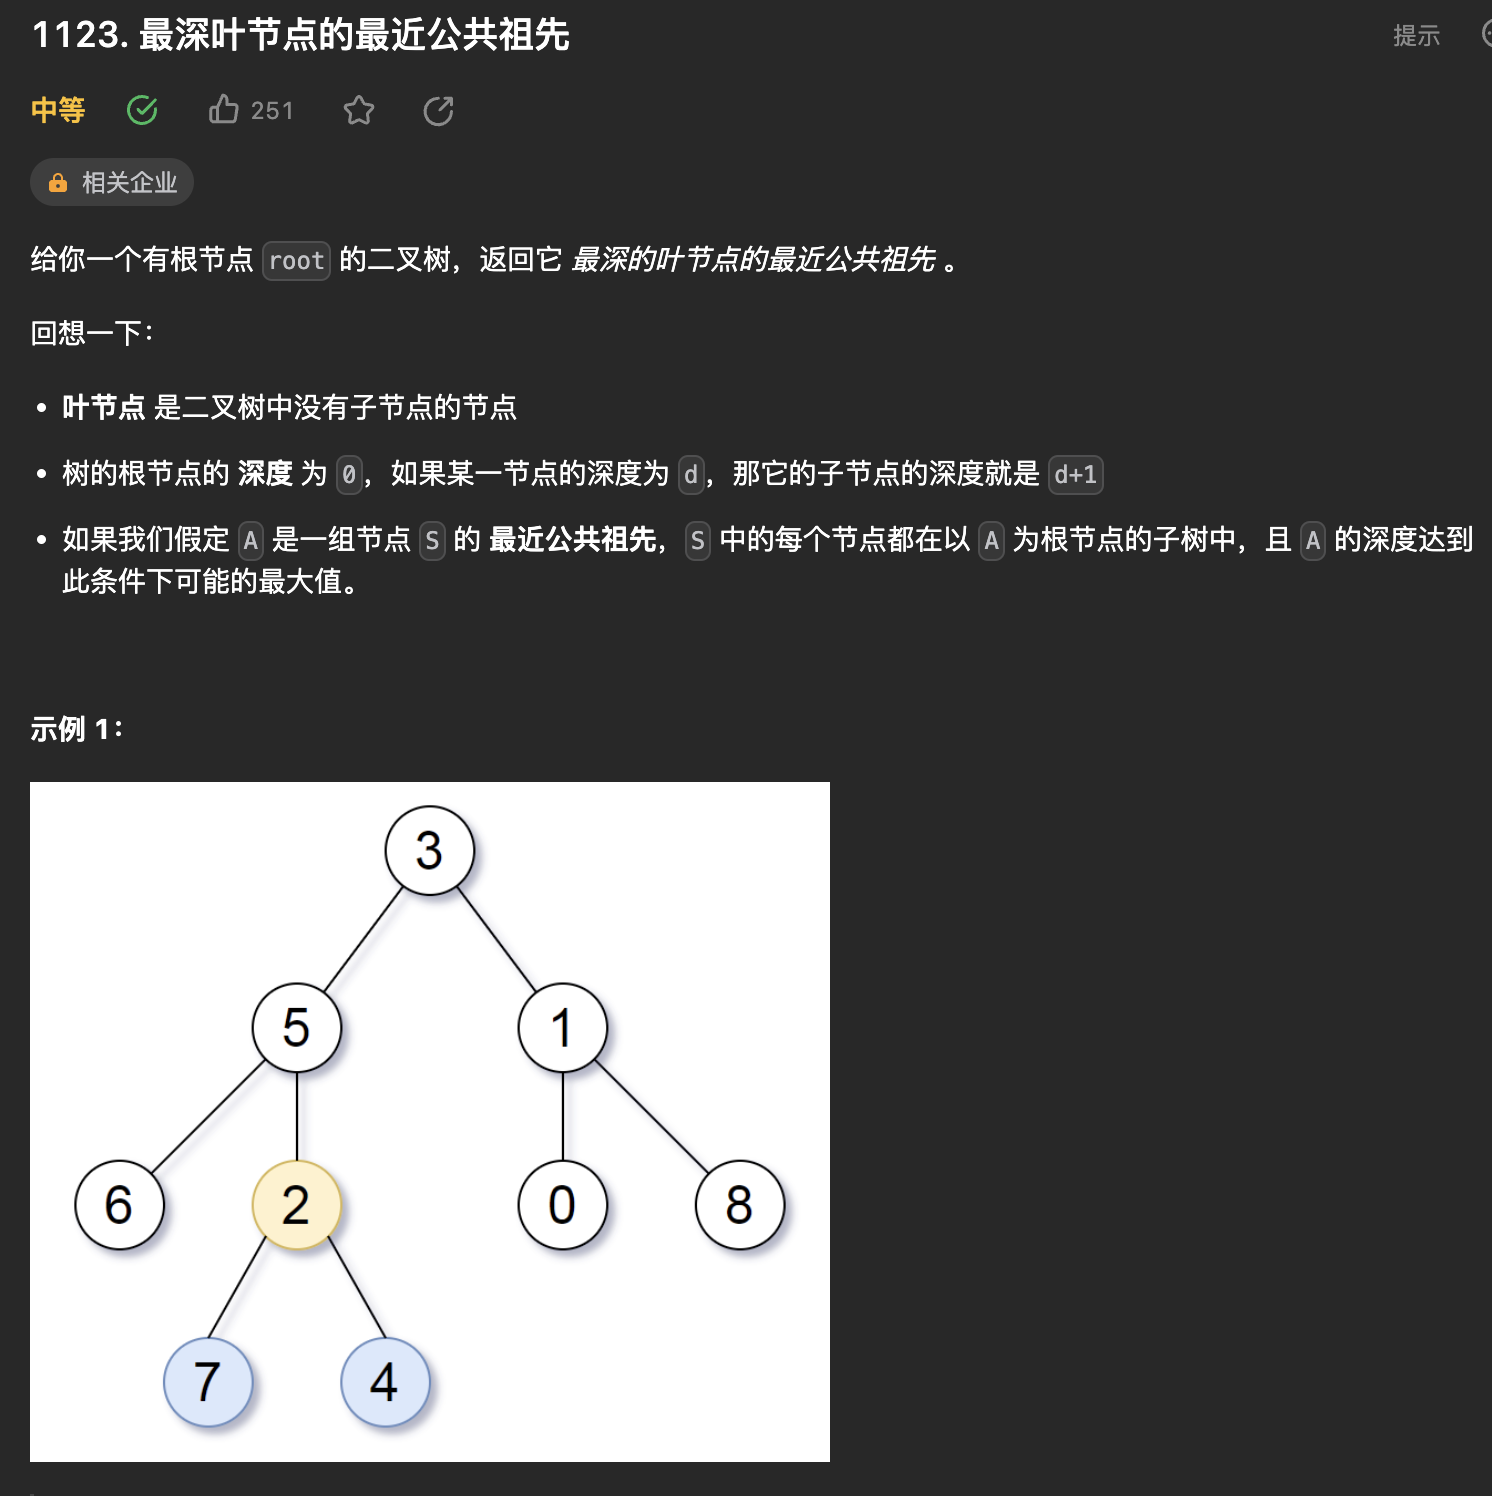 1123. 最深叶节点的最近公共祖先
提示
中等
251
相关企业
给你一个有根节点 root 的二叉树，返回它 最深的叶节点的最近公共祖先 。
回想一下：
• 叶节点 是二叉树中没有子节点的节点
• 树的根节点的 深度 为 0，如果某一节点的深度为 d，那它的子节点的深度就是 d+1
• 如果我们假定 A 是一组节点 S 的 最近公共祖先，S 中的每个节点都在以 A 为根节点的子树中，且 A 的深度达到
此条件下可能的最大值。
示例 1：
3
5 1
6 2 0 8
7 4